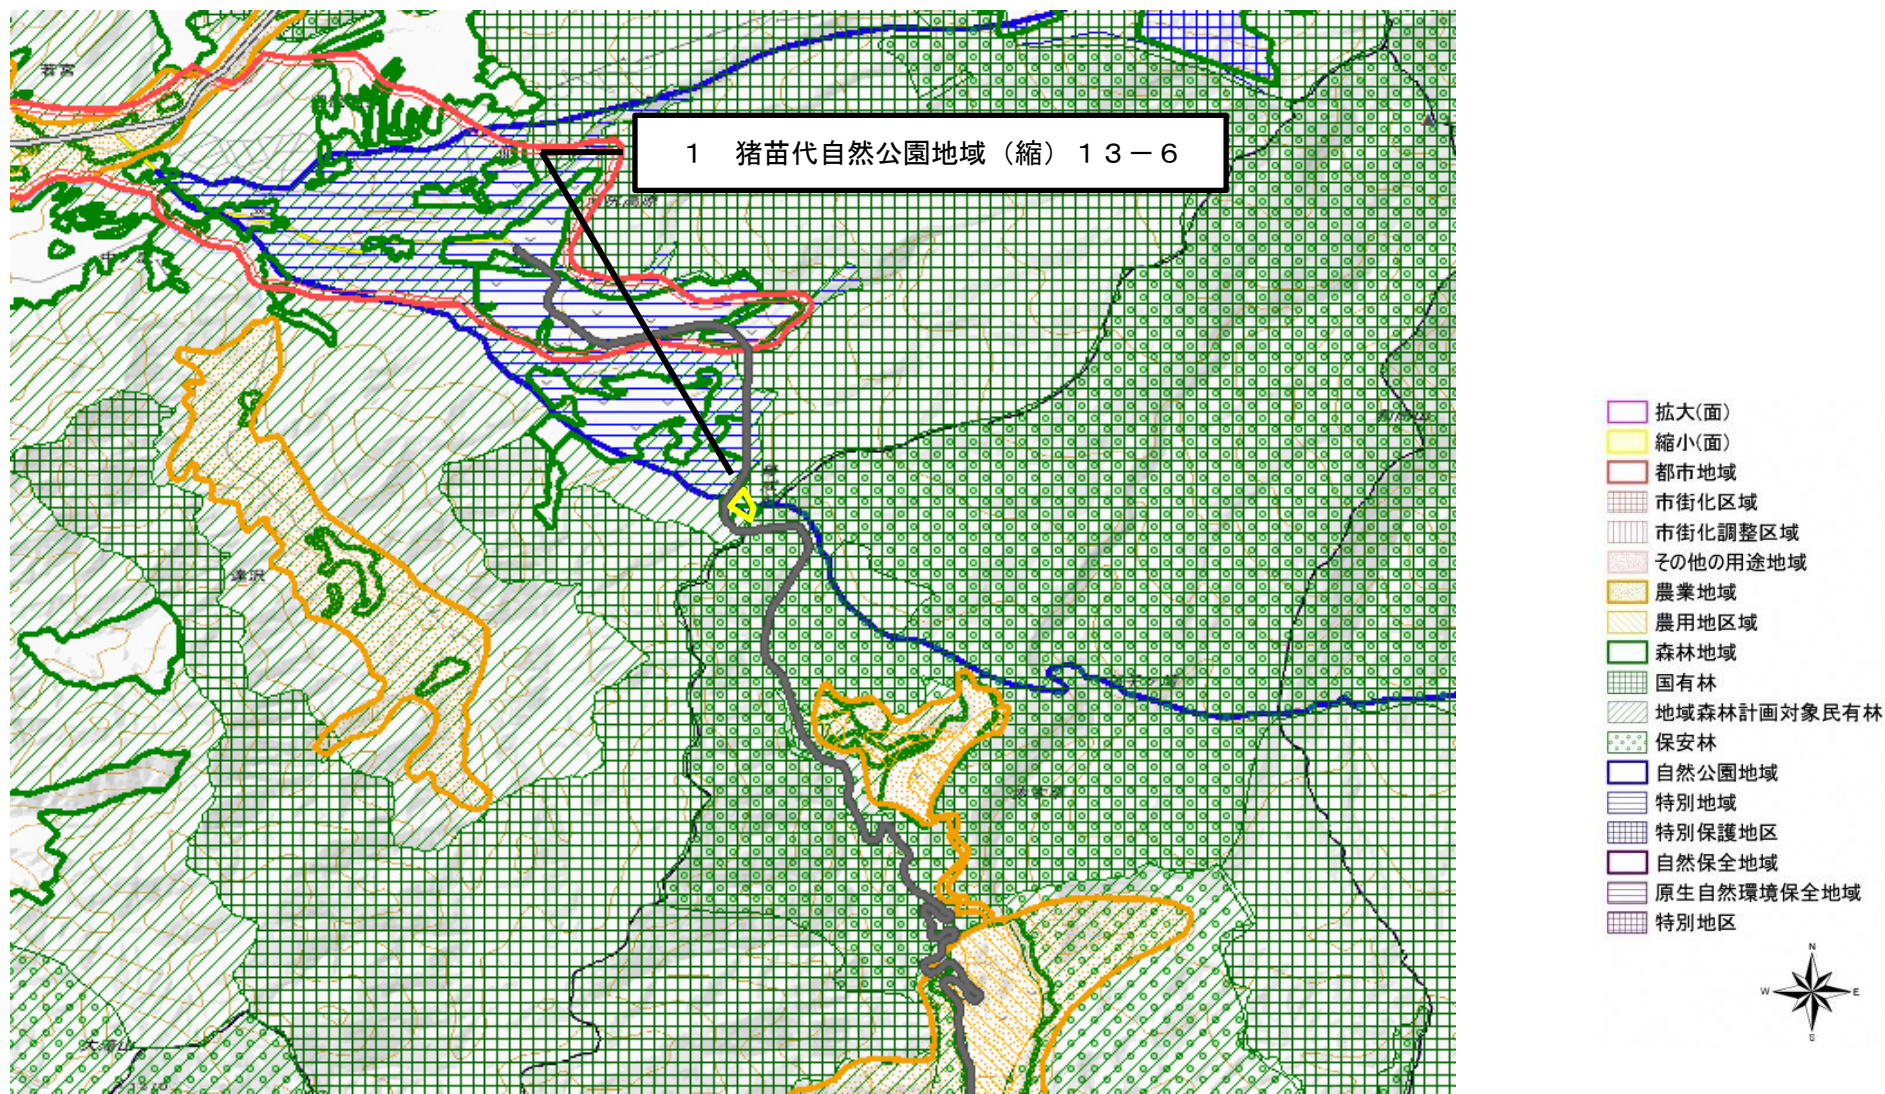 若宮
1　猪苗代自然公園地域（縮）１３－６
達沢
拡大(面)
縮小(面)
都市地域
市街化区域
市街化調整区域
その他の用途地域
農業地域
農用地区域
森林地域
国有林
地域森林計画対象民有林
保安林
自然公園地域
特別地域
特別保護地区
自然保全地域
原生自然環境保全地域
特別地区
N
W
E
S